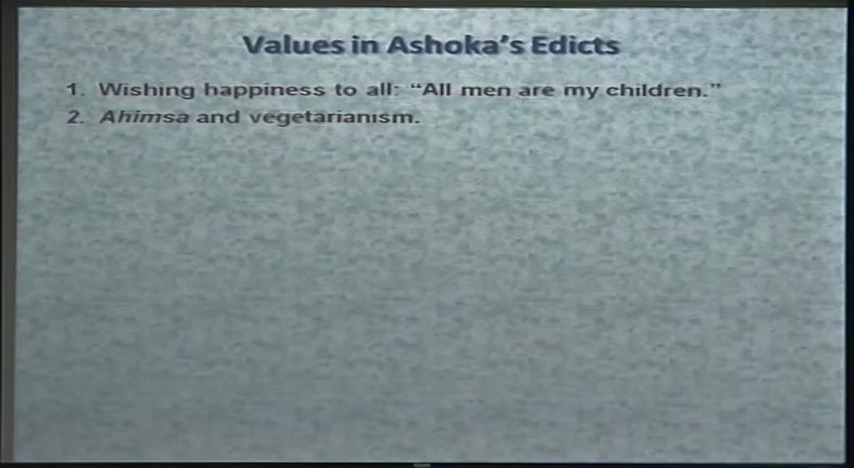 Values in Ashoka's Edicts
1. Wishing happiness to all: “All men are my children.”
2. Ahimsa and vegetarianism.